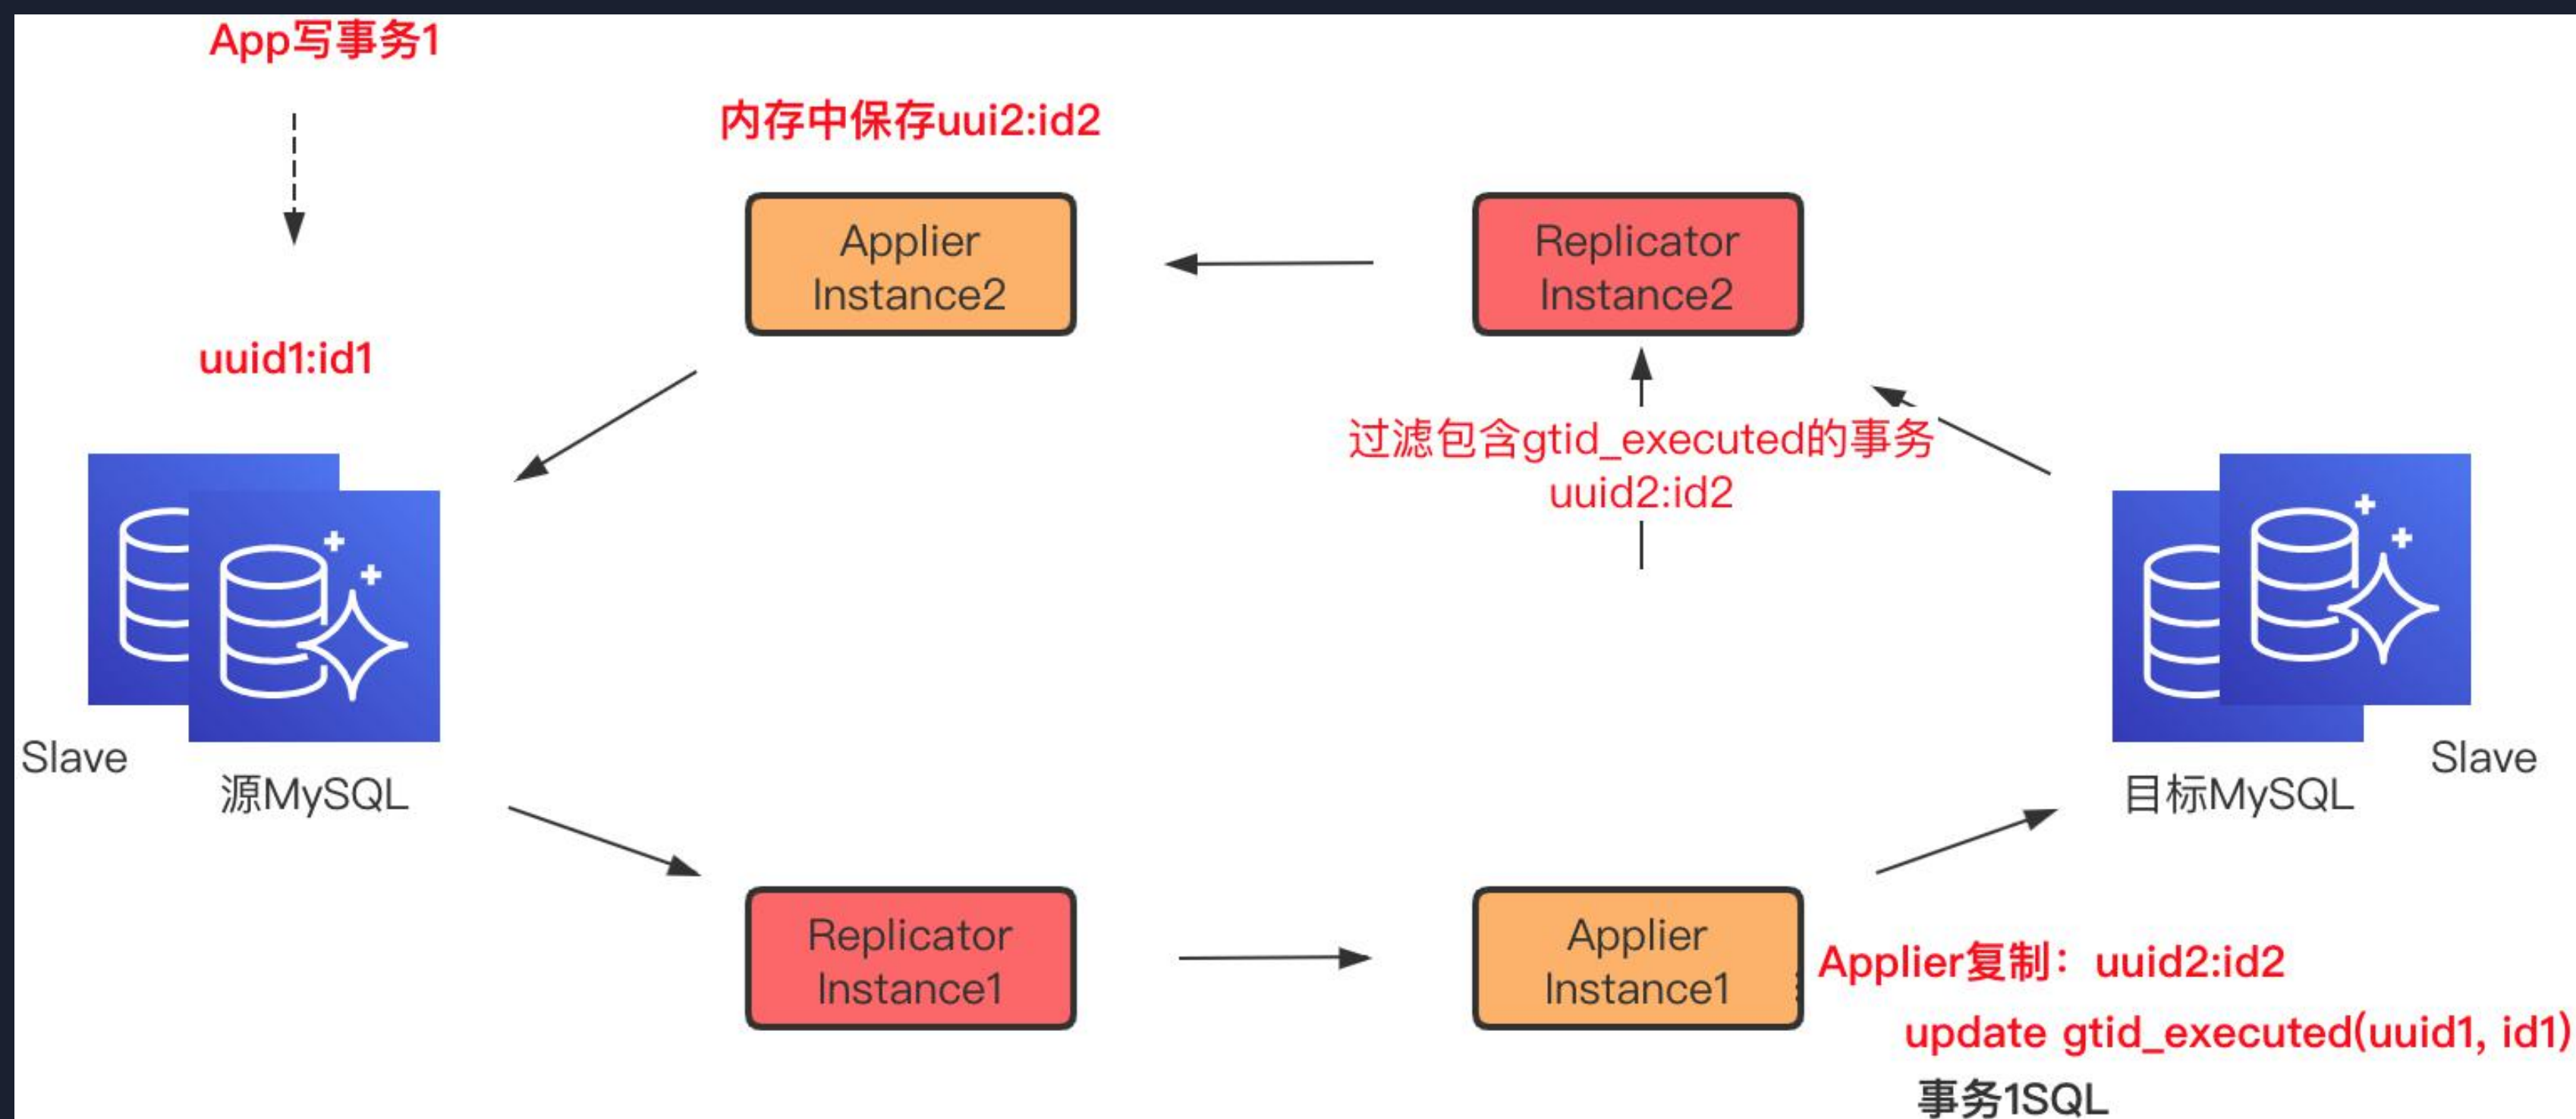 App写事务1
内存中保存uui2:id2
Applier
Instance2
Replicator
Instance2
uuid1:id1
过滤包含gtid_executed的事务
uuid2:id2
Slave
源MySQL
Slave
目标MySQL
Replicator
Instance1
Applier
Instance1
Applier复制：uuid2:id2
update gtid_executed(uuid1, id1)
事务1SQL